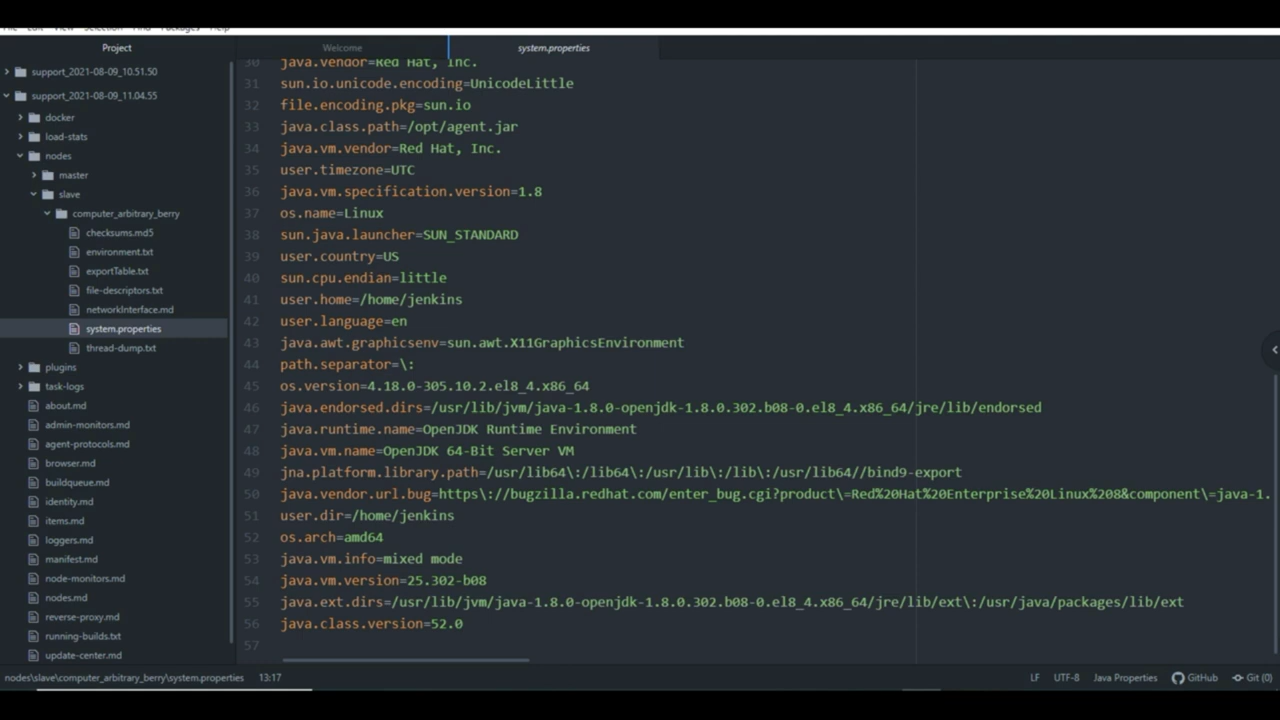 File Edit View Selection Find Packages Help
Project
Welcome
system.properties
support_2021-08-09_10.51.50
support_2021-08-09_11.04.55
docker
load-stats
nodes
master
slave
computer_arbitrary_berry
checksums.md5
environment.txt
exportTable.txt
file-descriptors.txt
networkInterface.md
system.properties
thread-dump.txt
plugins
task-logs
about.md
admin-monitors.md
agent-protocols.md
browser.md
buildqueue.md
identity.md
items.md
loggers.md
manifest.md
node-monitors.md
nodes.md
reverse-proxy.md
running-builds.txt
update-center.md
30 java.vendor=Red Hat, Inc.
31 sun.io.unicode.encoding=UnicodeLittle
32 file.encoding.pkg=sun.io
33 java.class.path=/opt/agent.jar
34 java.vm.vendor=Red Hat, Inc.
35 user.timezone=UTC
36 java.vm.specification.version=1.8
37 os.name=Linux
38 sun.java.launcher=SUN_STANDARD
39 user.country=US
40 sun.cpu.endian=little
41 user.home=/home/jenkins
42 user.language=en
43 java.awt.graphicsenv=sun.awt.X11GraphicsEnvironment
44 path.separator=\:
45 os.version=4.18.0-305.10.2.el8_4.x86_64
46 java.endorsed.dirs=/usr/lib/jvm/java-1.8.0-openjdk-1.8.0.302.b08-0.el8_4.x86_64/jre/lib/endorsed
47 java.runtime.name=OpenJDK Runtime Environment
48 java.vm.name=OpenJDK 64-Bit Server VM
49 jna.platform.library.path=/usr/lib64\:/lib64\:/usr/lib\:/lib\:/usr/lib64//bind9-export
50 java.vendor.url.bug=https\://bugzilla.redhat.com/enter_bug.cgi?product\=Red%20Hat%20Enterprise%20Linux%208&component\=java-1.
51 user.dir=/home/jenkins
52 os.arch=amd64
53 java.vm.info=mixed mode
54 java.vm.version=25.302-b08
55 java.ext.dirs=/usr/lib/jvm/java-1.8.0-openjdk-1.8.0.302.b08-0.el8_4.x86_64/jre/lib/ext\:/usr/java/packages/lib/ext
56 java.class.version=52.0
57
nodes\slave\computer_arbitrary_berry\system.properties 13:17
LF UTF-8 Java Properties GitHub Git (0)